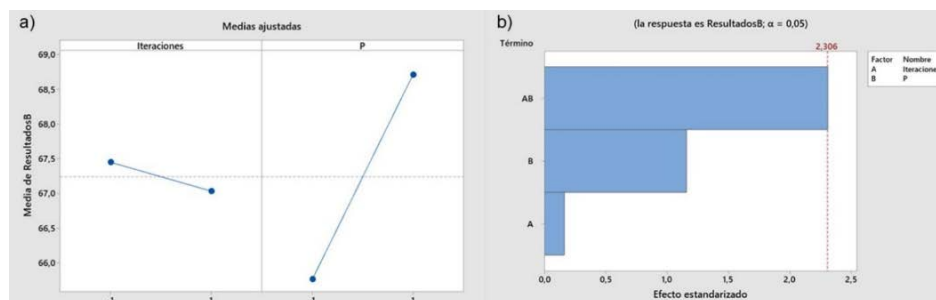 a)
Medias ajustadas
Iteraciones
P
69,0
68,5
68,0
67,5
67,0
66,5
66,0
Media de ResultadosB
b)
(la respuesta es ResultadosB; α = 0,05)
Término
2,306
AB
B
A
0,0
0,5
1,0
1,5
2,0
2,5
Efecto estandarizado
Factor Nombre
A Iteracione
B P